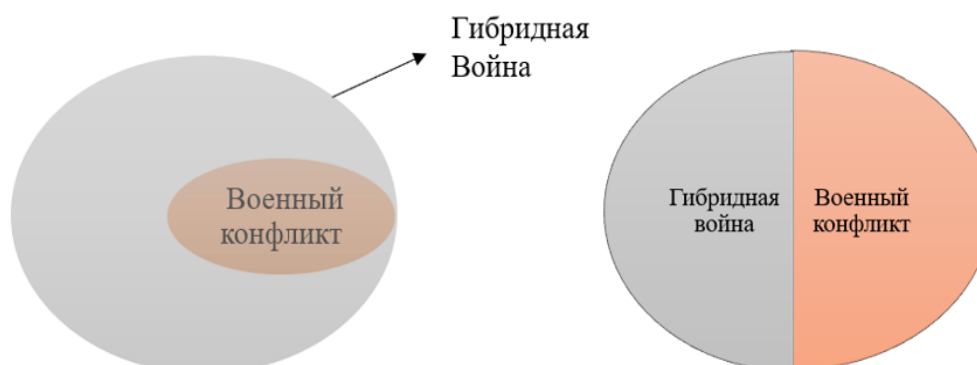 Гибридная
Война
Военный
конфликт
Гибридная
война
Военный
конфликт